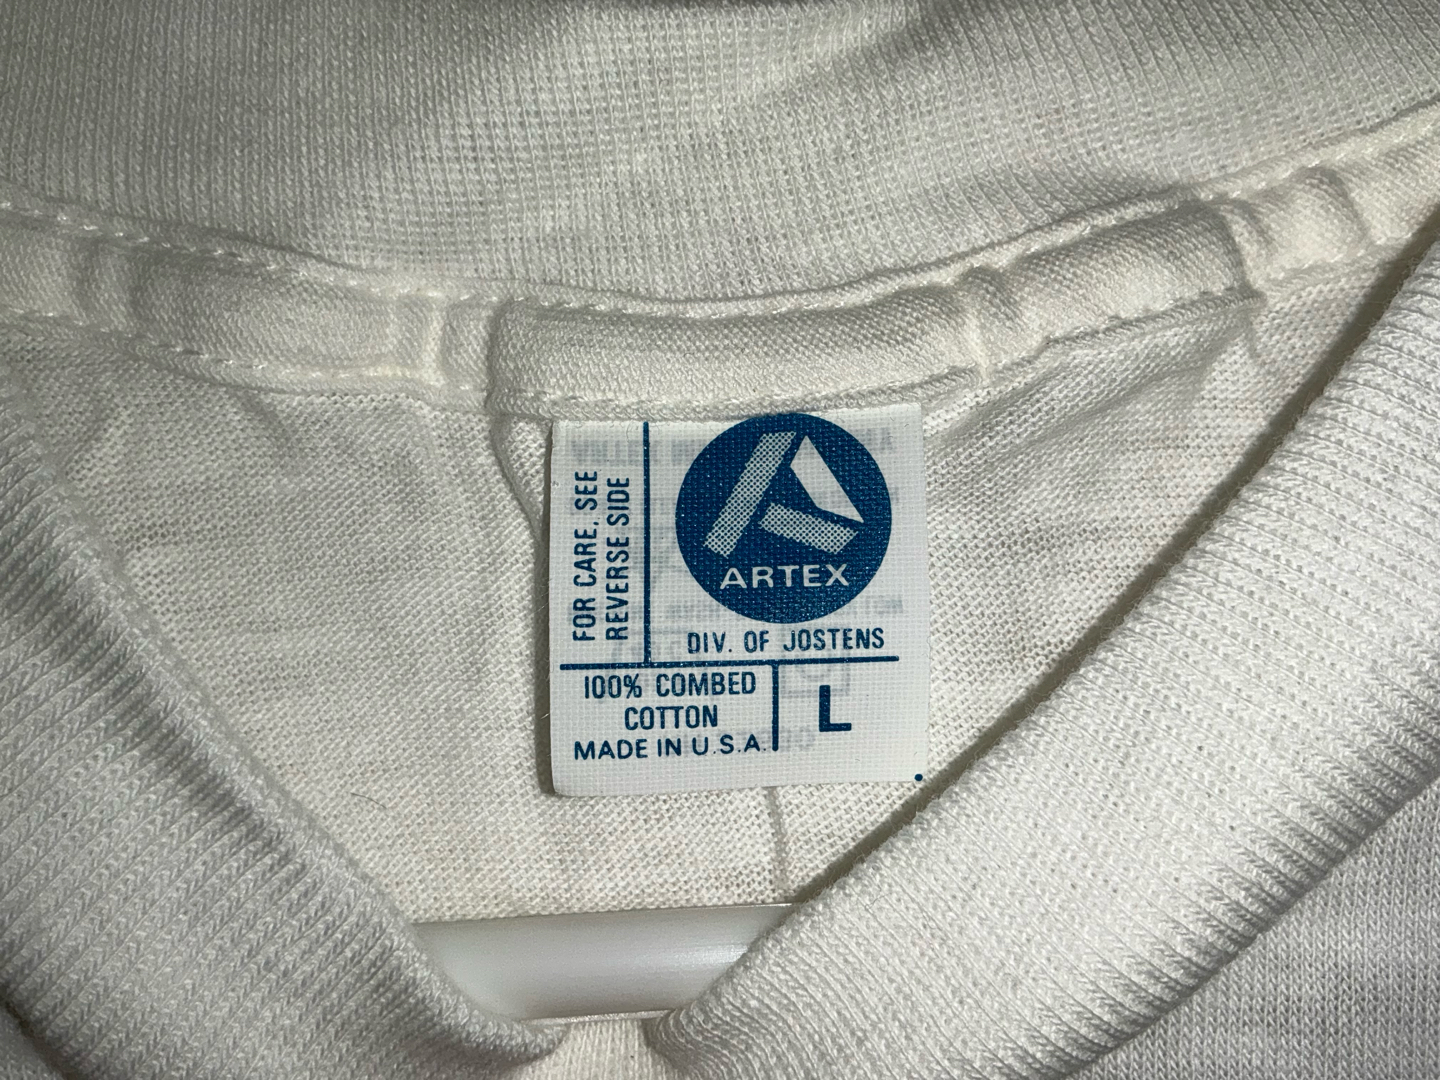 FOR CARE, SEE
REVERSE SIDE
ARTEX
DIV. OF JOSTENS
100% COMBED
COTTON
MADE IN U.S.A.
L